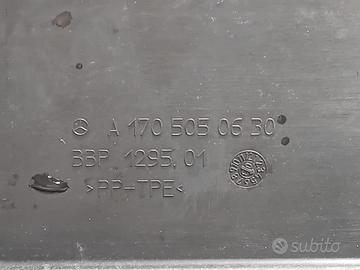 A 170 505 06 30
BBP 1295.01
>PP-TPE<
subito